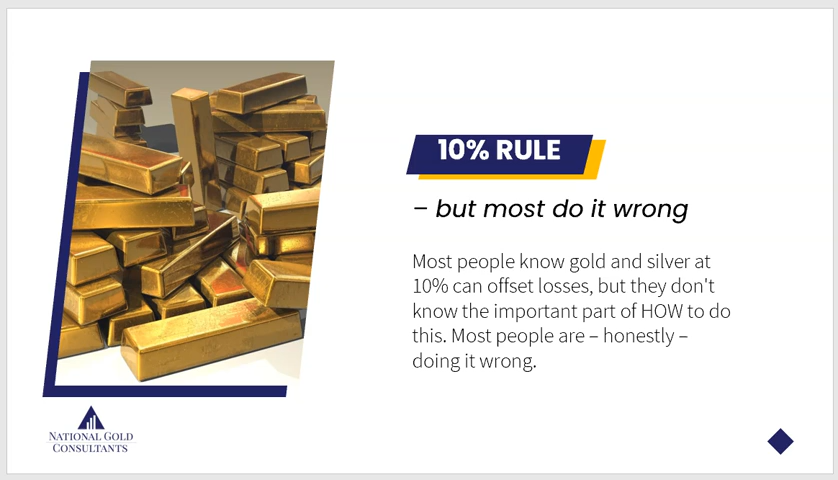 10% RULE
– but most do it wrong
Most people know gold and silver at
10% can offset losses, but they don't
know the important part of HOW to do
this. Most people are – honestly –
doing it wrong.
NATIONAL GOLD
CONSULTANTS